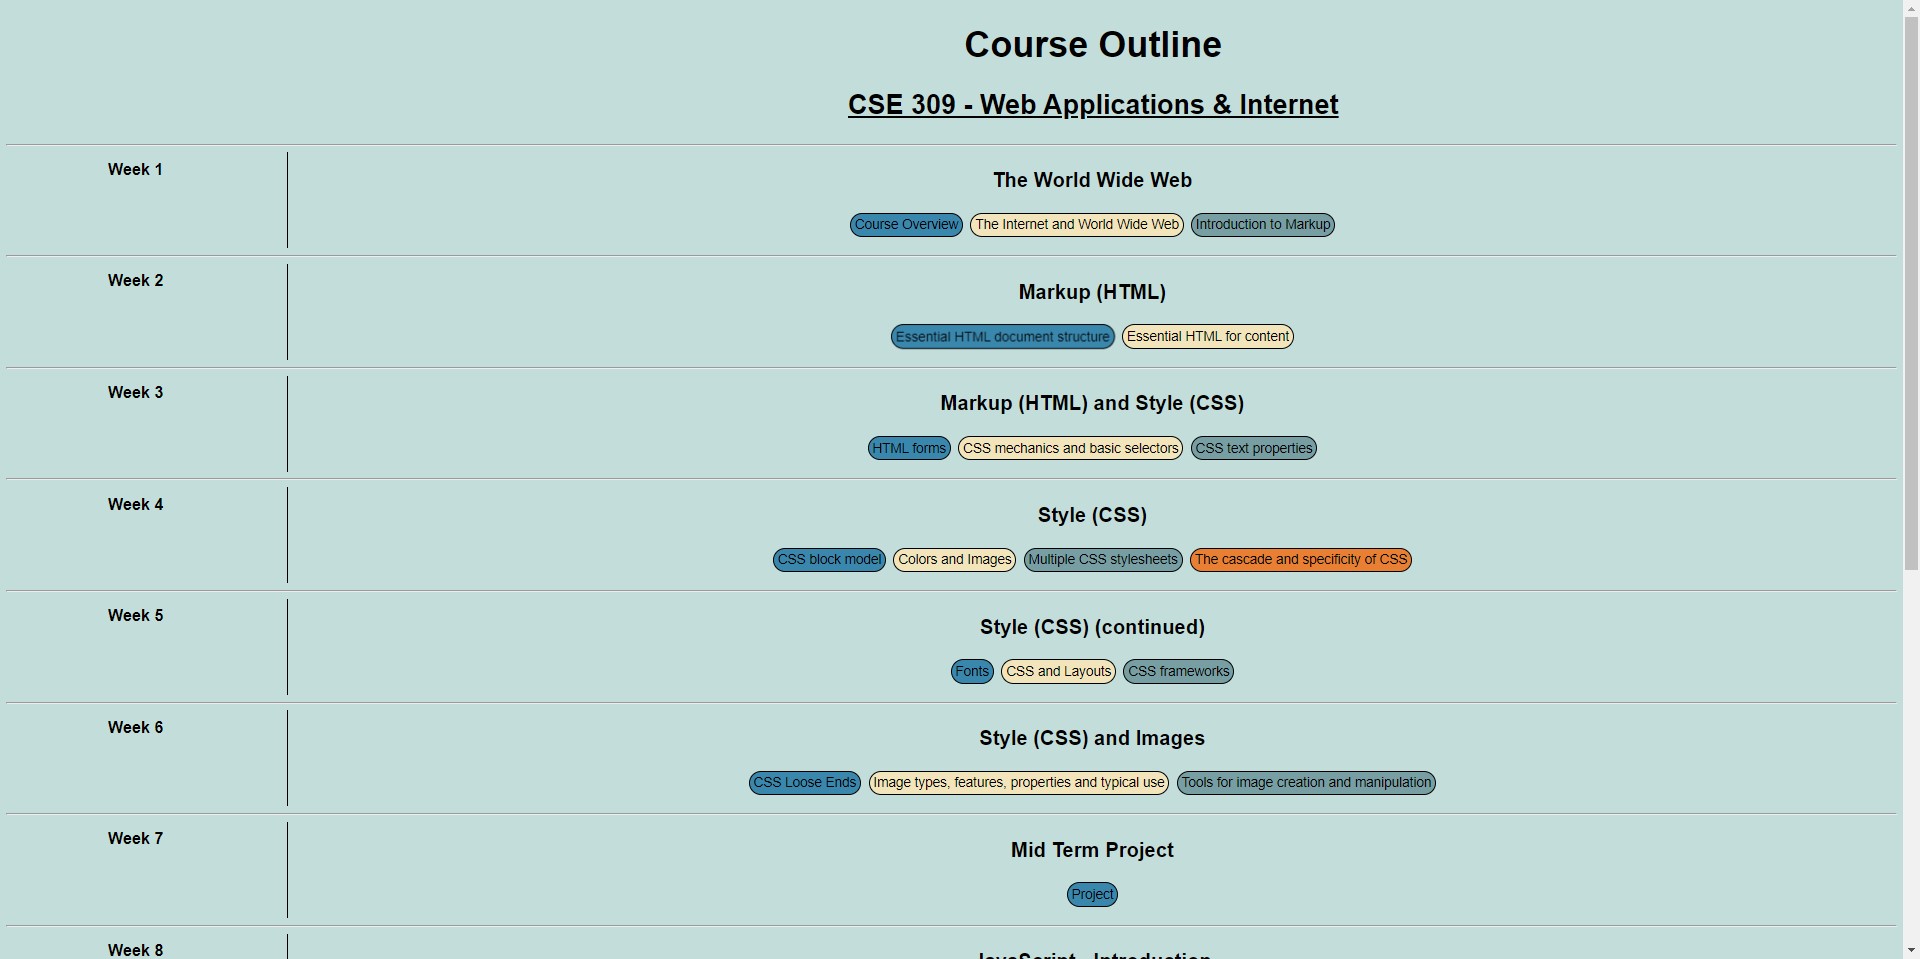 Course Outline
CSE 309 - Web Applications & Internet
Week 1
The World Wide Web
Course Overview The Internet and World Wide Web Introduction to Markup
Week 2
Markup (HTML)
Essential HTML document structure Essential HTML for content
Week 3
Markup (HTML) and Style (CSS)
HTML forms CSS mechanics and basic selectors CSS text properties
Week 4
Style (CSS)
CSS block model Colors and Images Multiple CSS stylesheets The cascade and specificity of CSS
Week 5
Style (CSS) (continued)
Fonts CSS and Layouts CSS frameworks
Week 6
Style (CSS) and Images
CSS Loose Ends Image types, features, properties and typical use Tools for image creation and manipulation
Week 7
Mid Term Project
Project
Week 8
JavaScript - Introduction